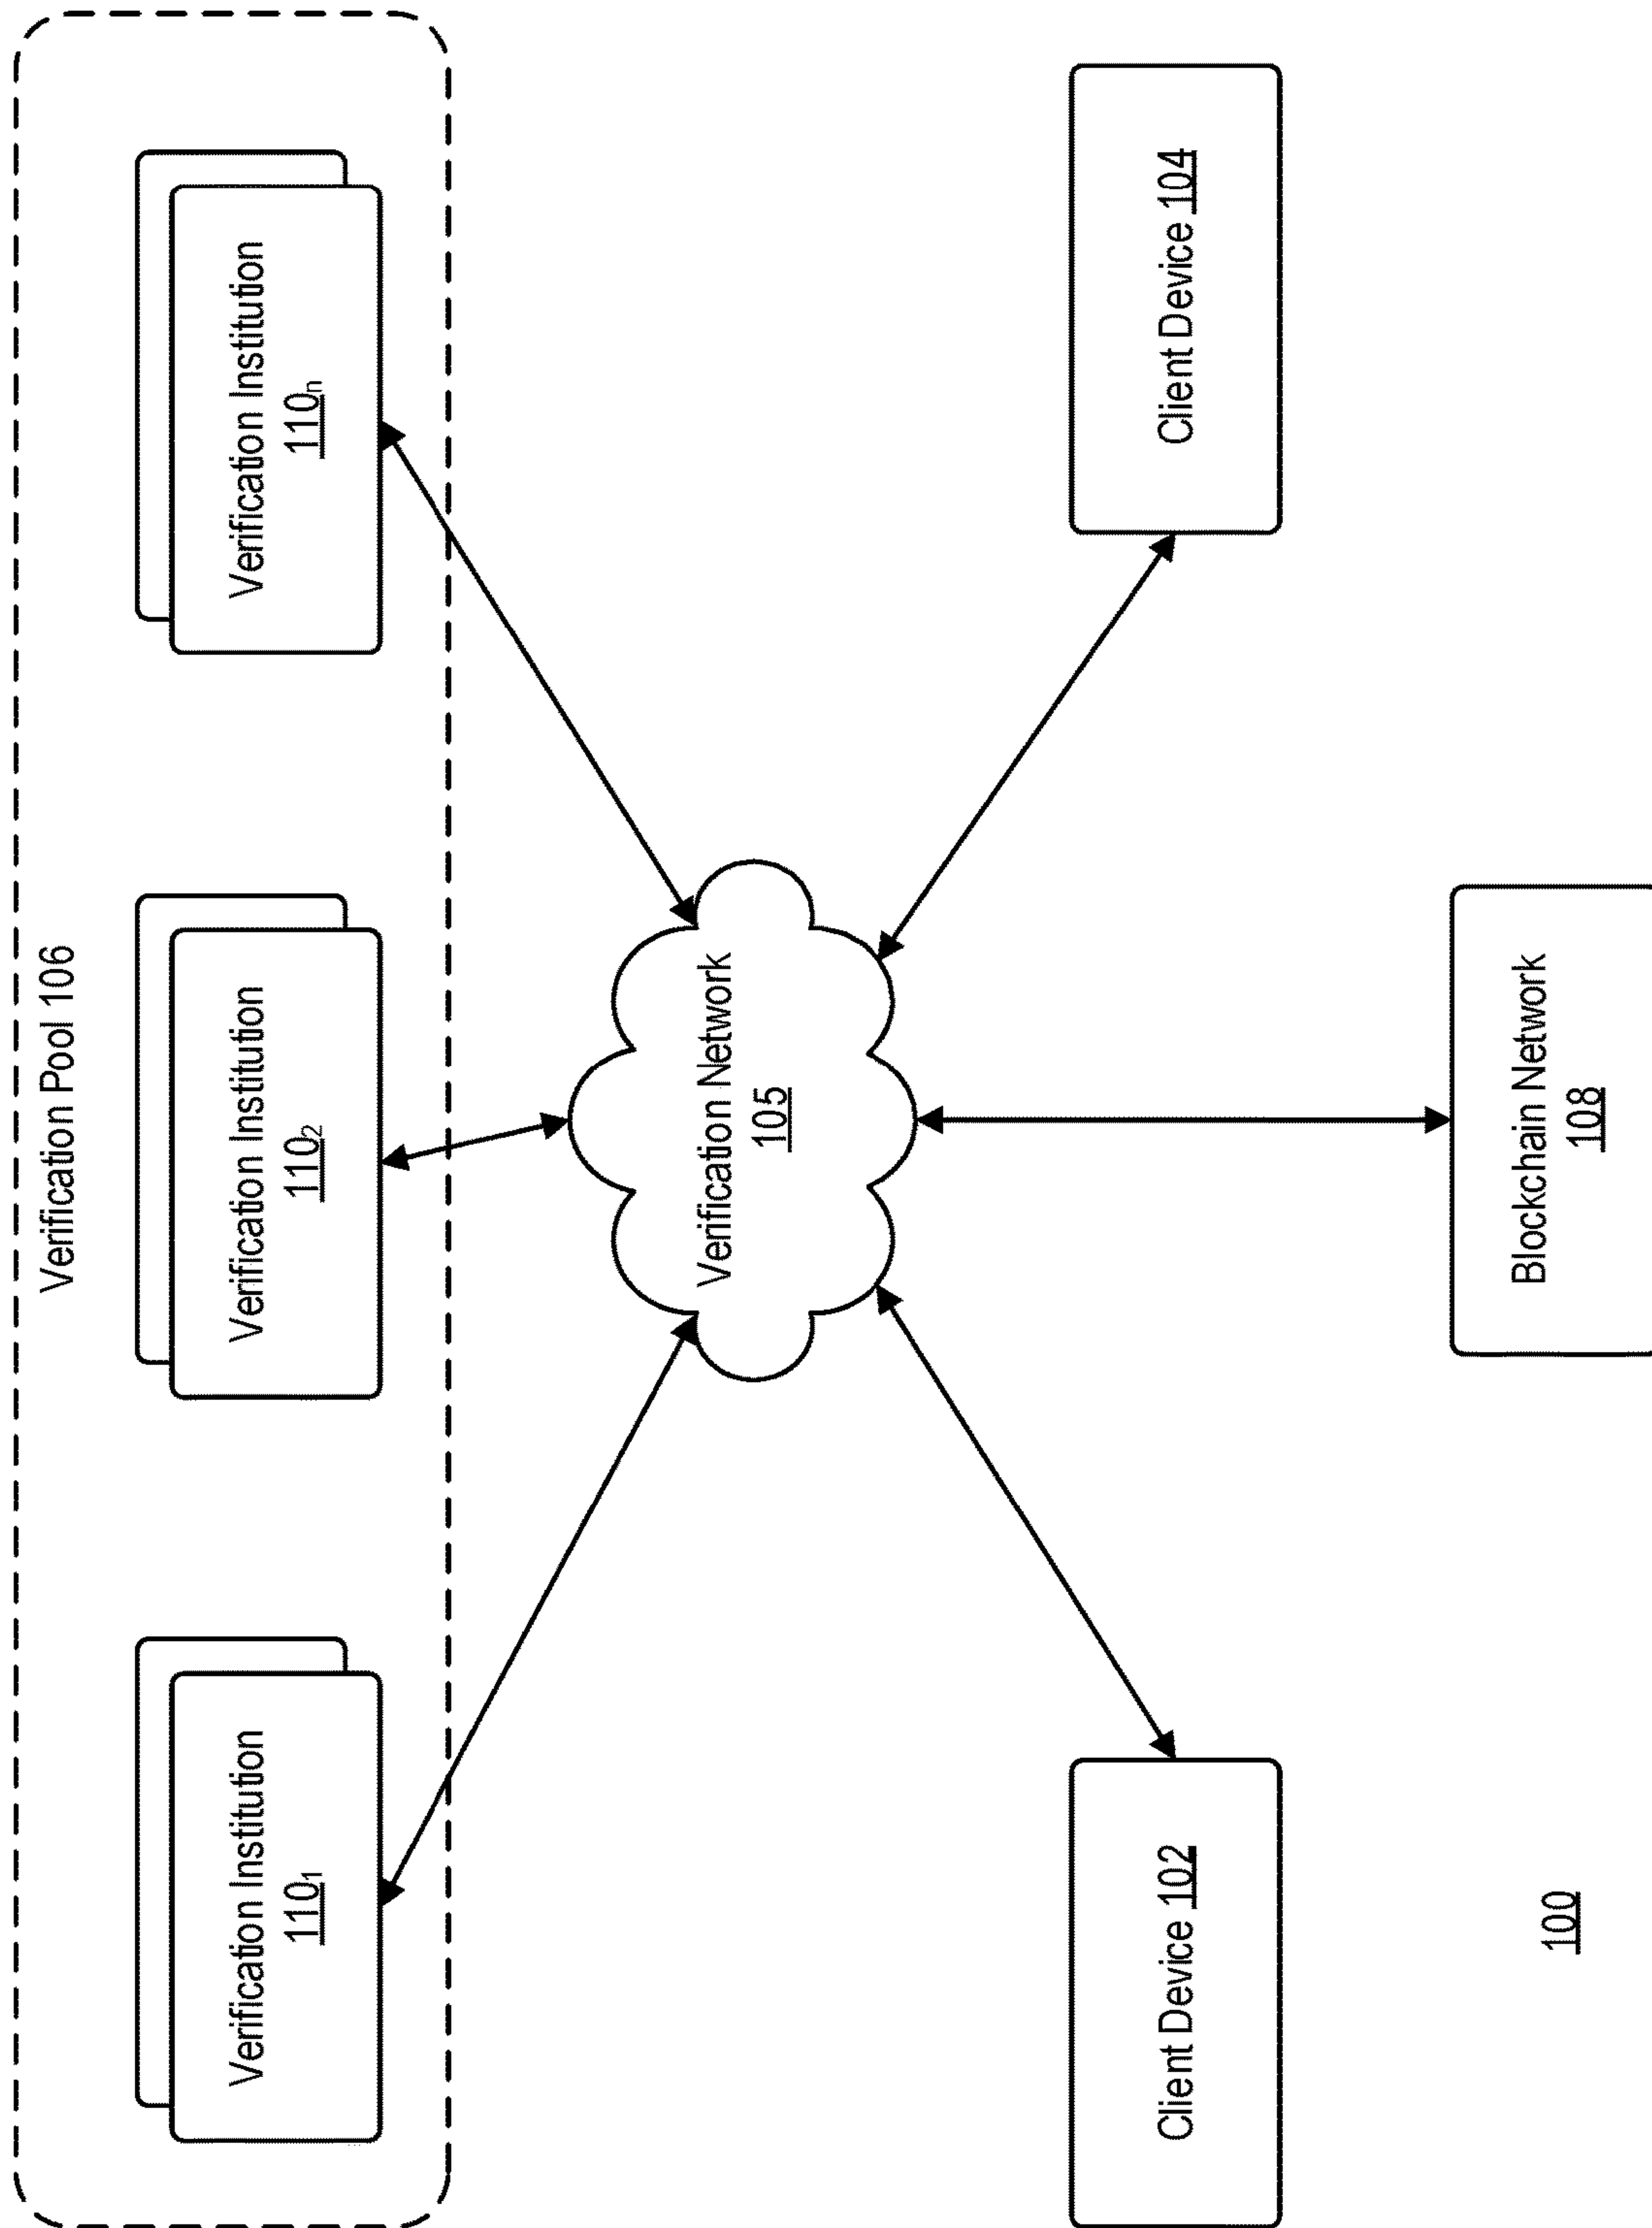 Verification Pool 106
Verification Institution
110₁
Verification Institution
110₂
Verification Institution
110ₙ
Verification Network
105
Client Device 102
Client Device 104
Blockchain Network
108
100